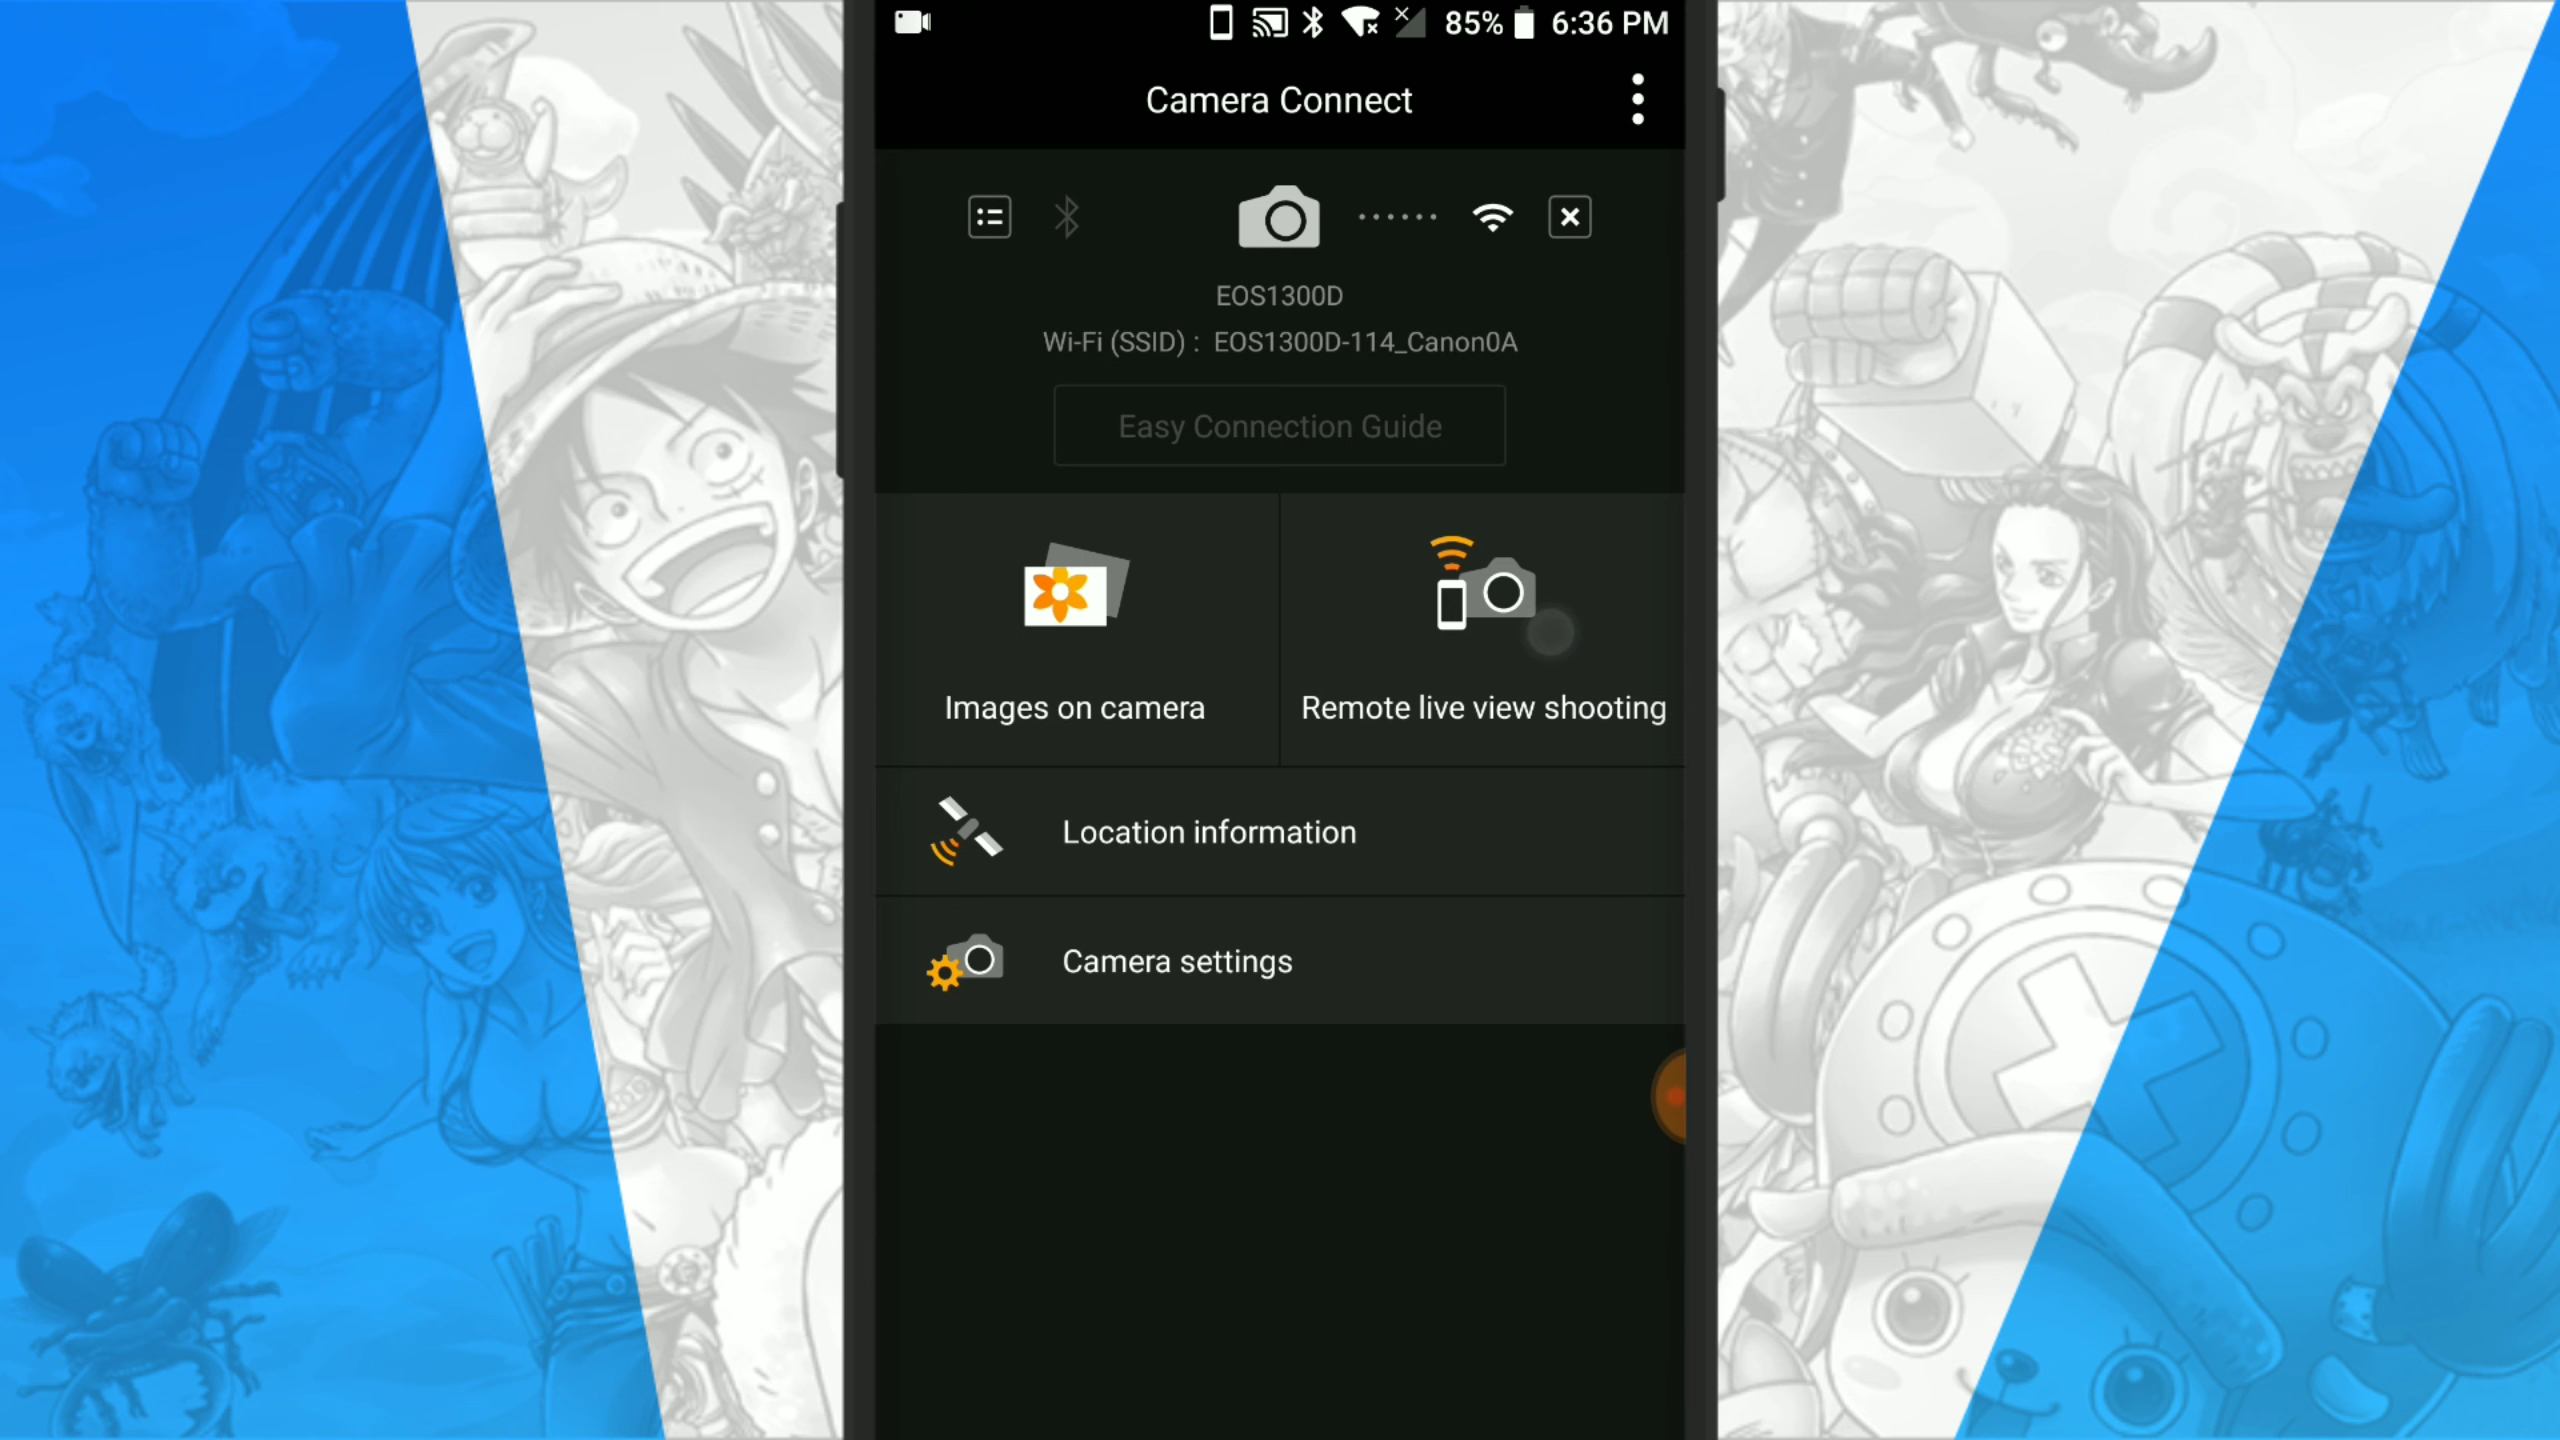 85% 6:36 PM
Camera Connect
EOS1300D
Wi-Fi (SSID) : EOS1300D-114_Canon0A
Easy Connection Guide
Images on camera
Remote live view shooting
Location information
Camera settings